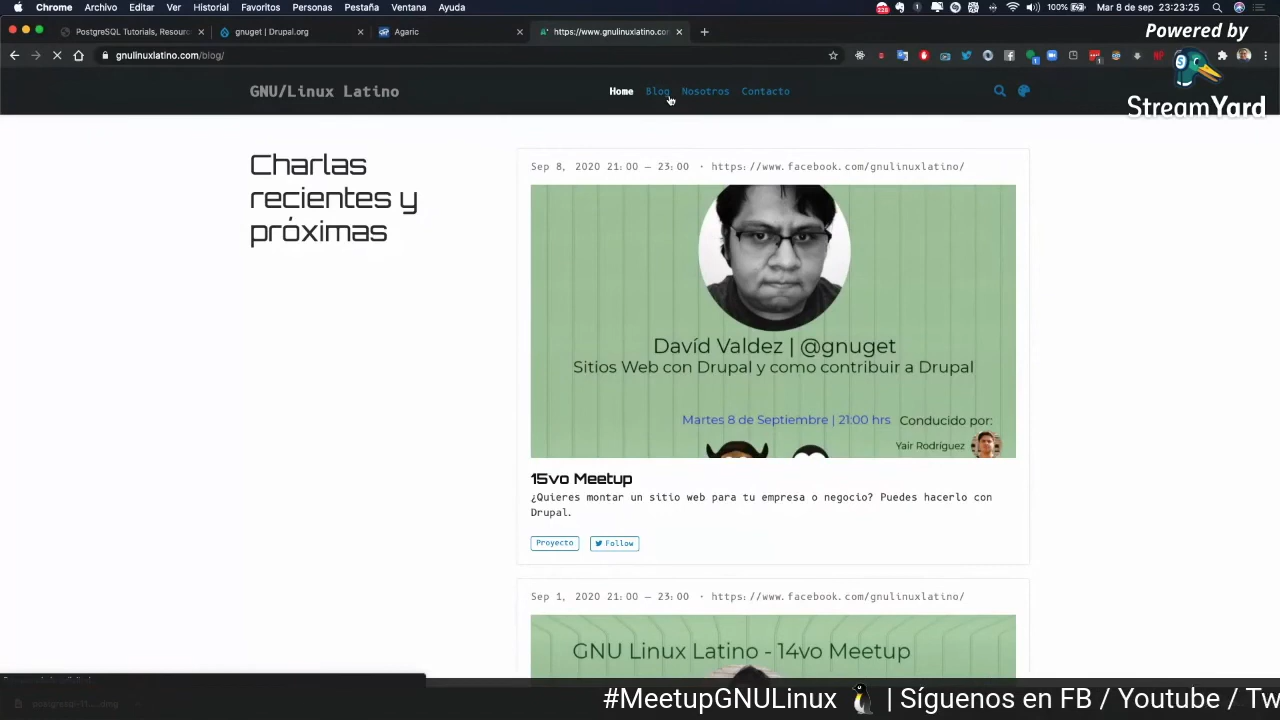 Chrome Archivo Editar Ver Historial Favoritos Personas Pestaña Ventana Ayuda 228 100% Mar 8 de sep 23:23:25
PostgreSQL Tutorials, Resour gnuget | Drupal.org Agaric https://www.gnulinuxlatino.co
Powered by
gnulinuxlatino.com/blog/
StreamYard
GNU/Linux Latino Home Blog Nosotros Contacto
Charlas
recientes y
próximas
Sep 8, 2020 21:00 — 23:00 · https://www.facebook.com/gnulinuxlatino/
Davíd Valdez | @gnuget
Sitios Web con Drupal y como contribuir a Drupal
Martes 8 de Septiembre | 21:00 hrs Conducido por:
Yair Rodríguez
15vo Meetup
¿Quieres montar un sitio web para tu empresa o negocio? Puedes hacerlo con
Drupal.
Proyecto Follow
Sep 1, 2020 21:00 — 23:00 · https://www.facebook.com/gnulinuxlatino/
GNU Linux Latino - 14vo Meetup
#MeetupGNULinux 🐧 | Síguenos en FB / Youtube / Tw